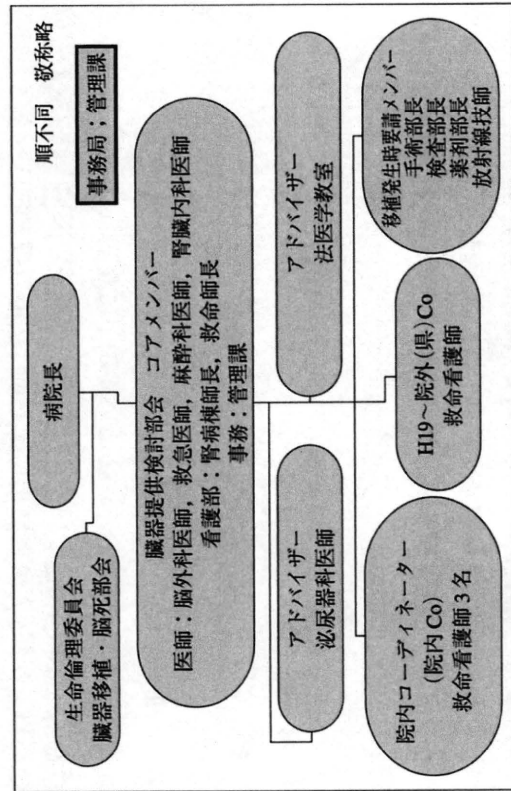 順不同　敬称略
事務局；管理課
病院長
生命倫理委員会
臓器移植・脳死部会
臓器提供検討部会　コアメンバー
医師：脳外科医師，救急医師，麻酔科医師，腎臓内科医師
看護部：腎病棟師長，救命師長
事務：管理課
アドバイザー
泌尿器科医師
アドバイザー
法医学教室
院内コーディネーター
(院内Co)
救命看護師3名
H19～院外(県)Co
救命看護師
移植発生時要請メンバー
手術部長
検査部長
薬剤部長
放射線技師